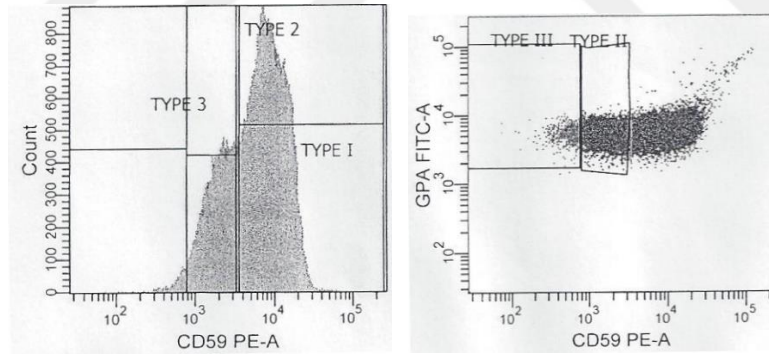 Count
800
700
600
500
400
300
200
100
0
TYPE 2
TYPE 3
TYPE I
10² 10³ 10⁴ 10⁵
CD59 PE-A
GPA FITC-A
10⁵
10⁴
10³
10²
TYPE III TYPE II
10² 10³ 10⁴ 10⁵
CD59 PE-A